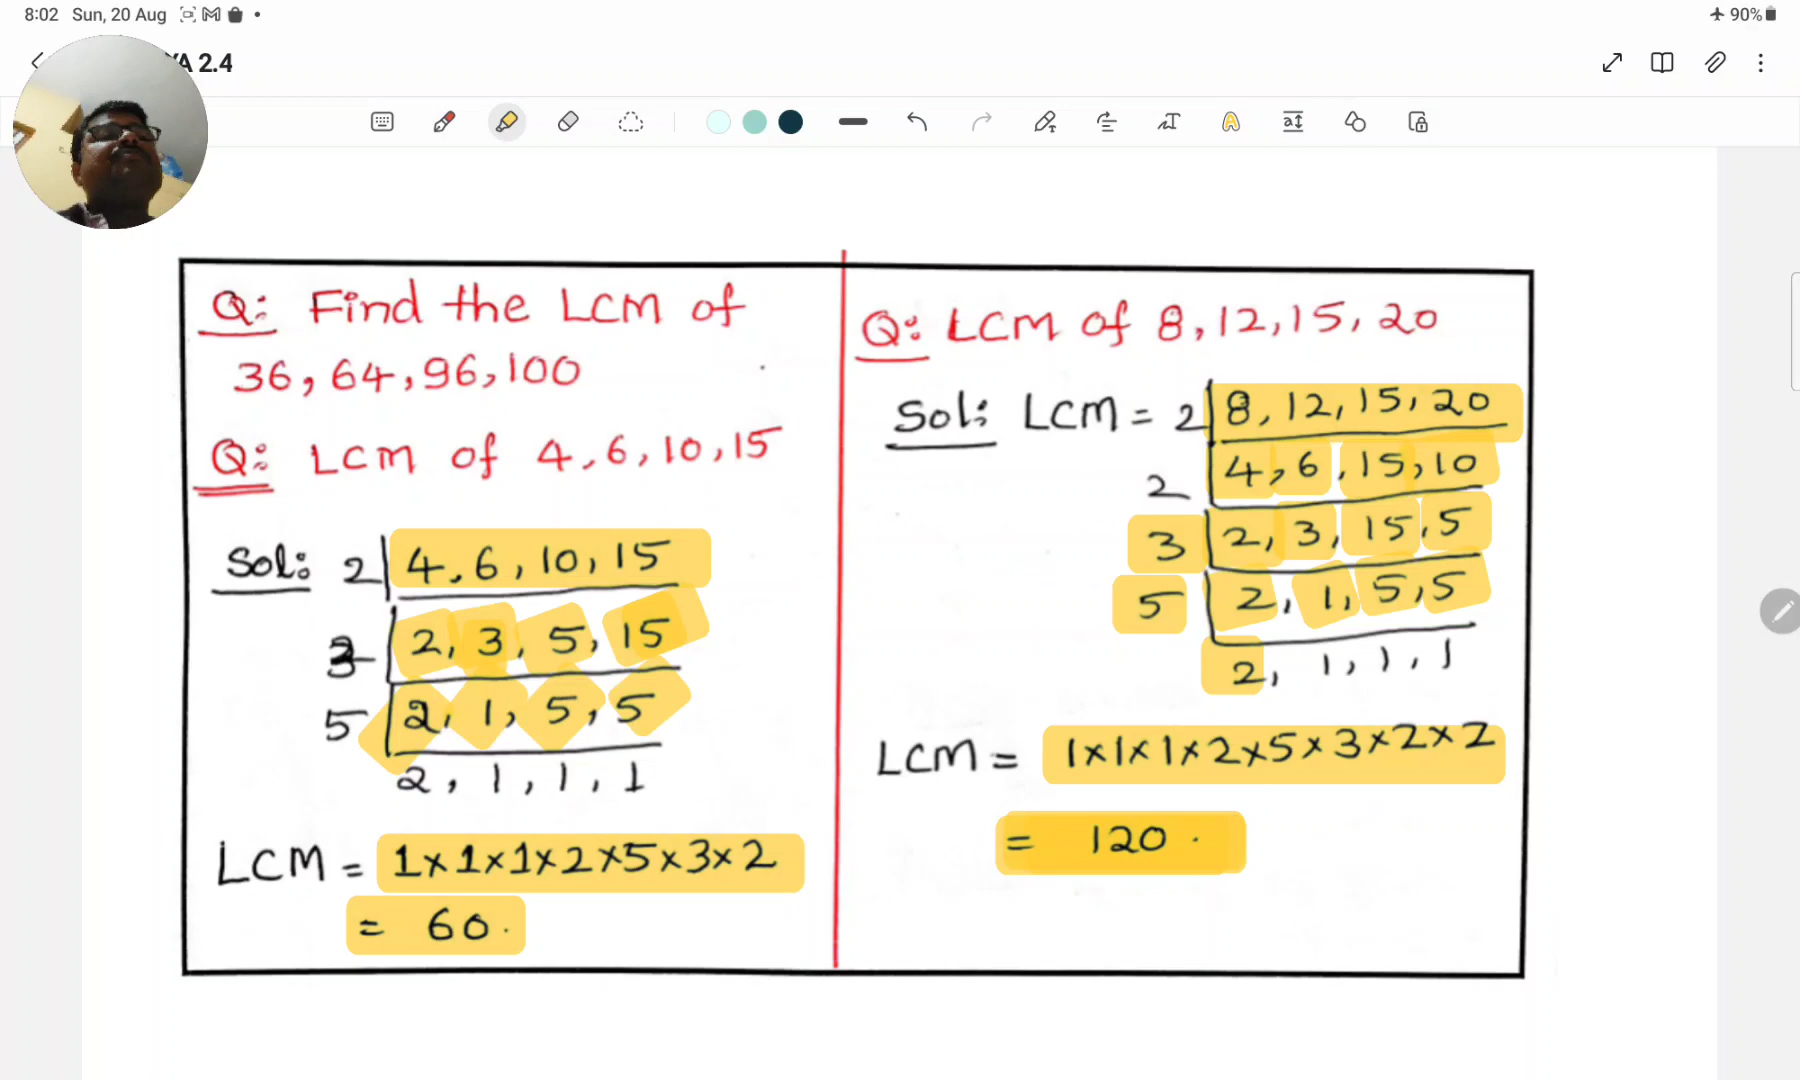 8:02 Sun, 20 Aug
90%
A 2.4
Q: Find the LCM of
36, 64, 96, 100
Q: LCM of 4, 6, 10, 15
Sol: 2 4, 6, 10, 15
3 2, 3, 5, 15
5 2, 1, 5, 5
2, 1, 1, 1
LCM = 1×1×1×2×5×3×2
= 60.
Q: LCM of 8, 12, 15, 20
Sol: LCM = 2 8, 12, 15, 20
2 4, 6, 15, 10
3 2, 3, 15, 5
5 2, 1, 5, 5
2, 1, 1, 1
LCM = 1×1×1×2×5×3×2×2
= 120.